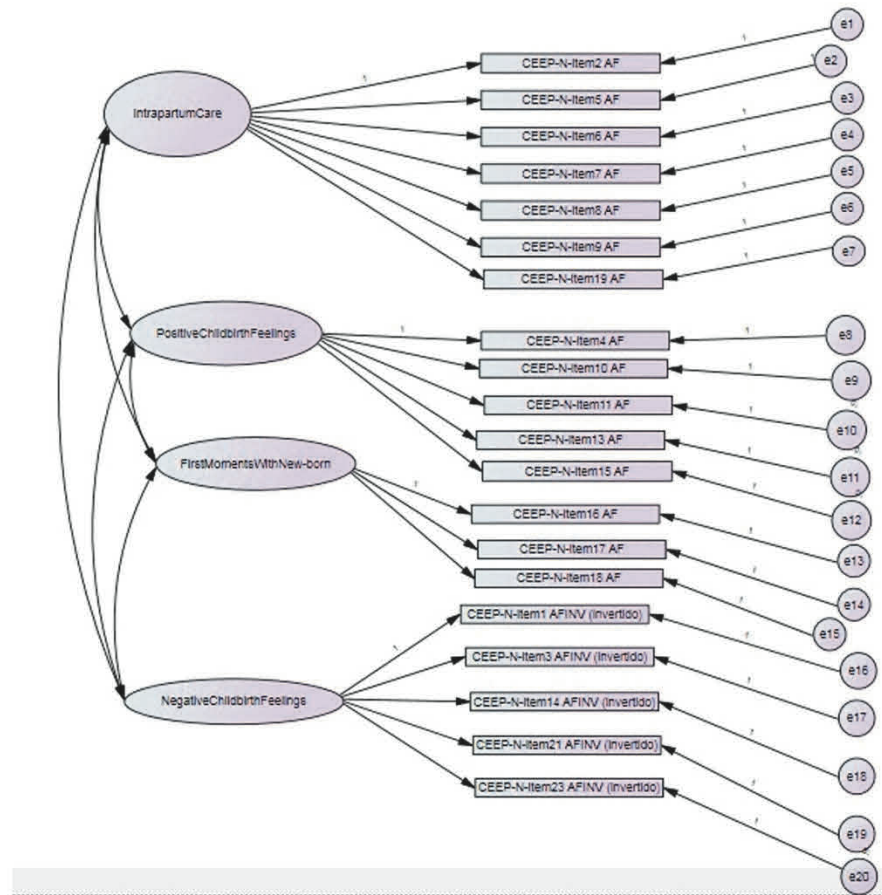 e1
CEEP-N-Item2 AF
e2
IntrapartumCare
CEEP-N-Item5 AF
e3
CEEP-N-Item6 AF
e4
CEEP-N-Item7 AF
e5
CEEP-N-Item8 AF
e6
CEEP-N-Item9 AF
e7
CEEP-N-Item19 AF
PositiveChildbirthFeelings
CEEP-N-Item4 AF
e8
CEEP-N-Item10 AF
e9
CEEP-N-Item11 AF
e10
CEEP-N-Item13 AF
e11
FirstMomentsWithNew-born
CEEP-N-Item15 AF
e12
CEEP-N-Item16 AF
e13
CEEP-N-Item17 AF
e14
CEEP-N-Item18 AF
e15
CEEP-N-Item1 AFINV (Invertido)
e16
CEEP-N-Item3 AFINV (Invertido)
e17
NegativeChildbirthFeelings
CEEP-N-Item14 AFINV (Invertido)
e18
CEEP-N-Item21 AFINV (Invertido)
e19
CEEP-N-Item23 AFINV (Invertido)
e20